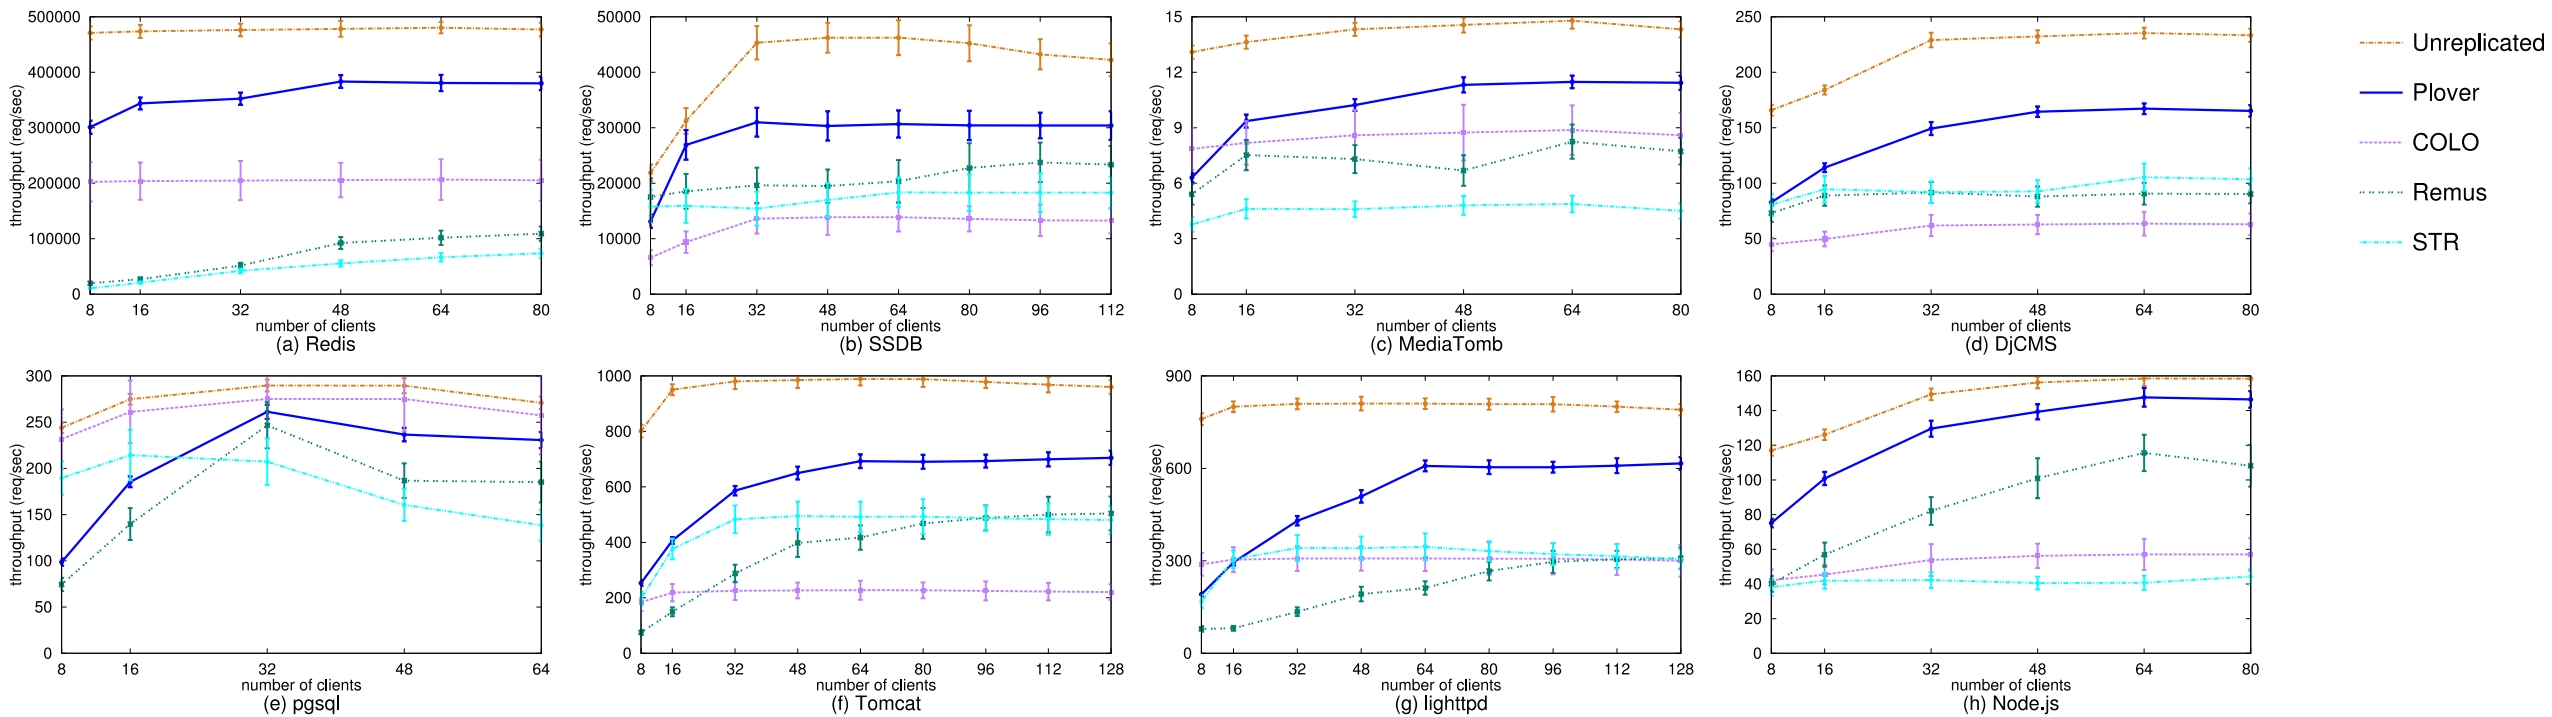 500000
400000
300000
200000
100000
0
8 16 32 48 64 80
throughput (req/sec)
number of clients
(a) Redis
50000
40000
30000
20000
10000
0
8 16 32 48 64 80 96 112
throughput (req/sec)
number of clients
(b) SSDB
15
12
9
6
3
0
8 16 32 48 64 80
throughput (req/sec)
number of clients
(c) MediaTomb
250
200
150
100
50
0
8 16 32 48 64 80
throughput (req/sec)
number of clients
(d) DjCMS
Unreplicated
Plover
COLO
Remus
STR
300
250
200
150
100
50
0
8 16 32 48 64
throughput (req/sec)
number of clients
(e) pgsql
1000
800
600
400
200
0
8 16 32 48 64 80 96 112 128
throughput (req/sec)
number of clients
(f) Tomcat
900
600
300
0
8 16 32 48 64 80 96 112 128
throughput (req/sec)
number of clients
(g) lighttpd
160
140
120
100
80
60
40
20
0
8 16 32 48 64 80
throughput (req/sec)
number of clients
(h) Node.js